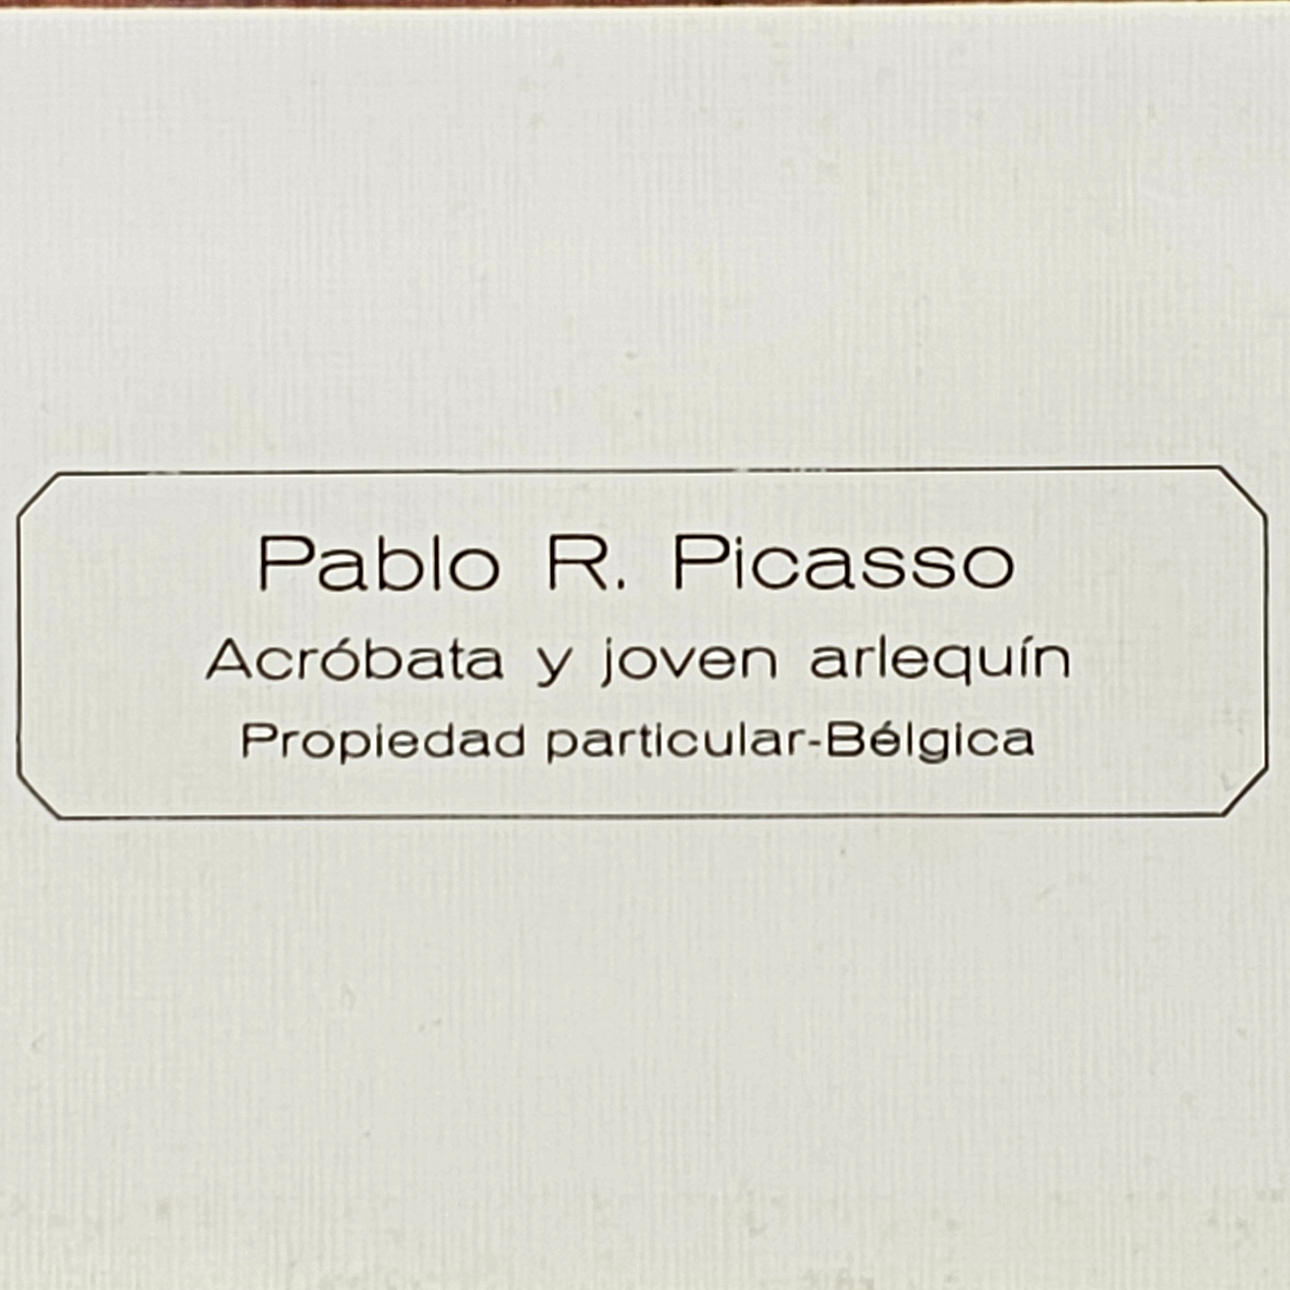 Pablo R. Picasso
Acróbata y joven arlequín
Propiedad particular-Bélgica